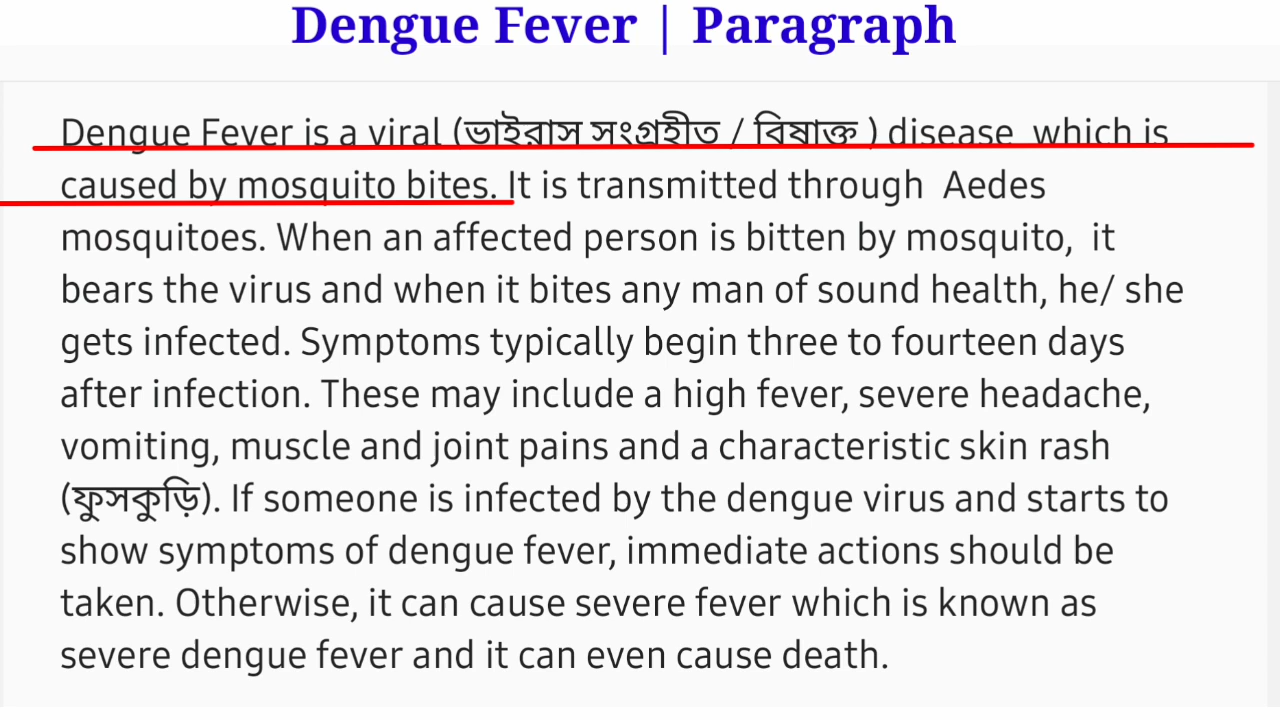 Dengue Fever | Paragraph
Dengue Fever is a viral (ভাইরাস সংগ্রহীত / বিষাক্ত ) disease which is
caused by mosquito bites. It is transmitted through Aedes
mosquitoes. When an affected person is bitten by mosquito, it
bears the virus and when it bites any man of sound health, he/ she
gets infected. Symptoms typically begin three to fourteen days
after infection. These may include a high fever, severe headache,
vomiting, muscle and joint pains and a characteristic skin rash
(ফুসকুড়ি). If someone is infected by the dengue virus and starts to
show symptoms of dengue fever, immediate actions should be
taken. Otherwise, it can cause severe fever which is known as
severe dengue fever and it can even cause death.